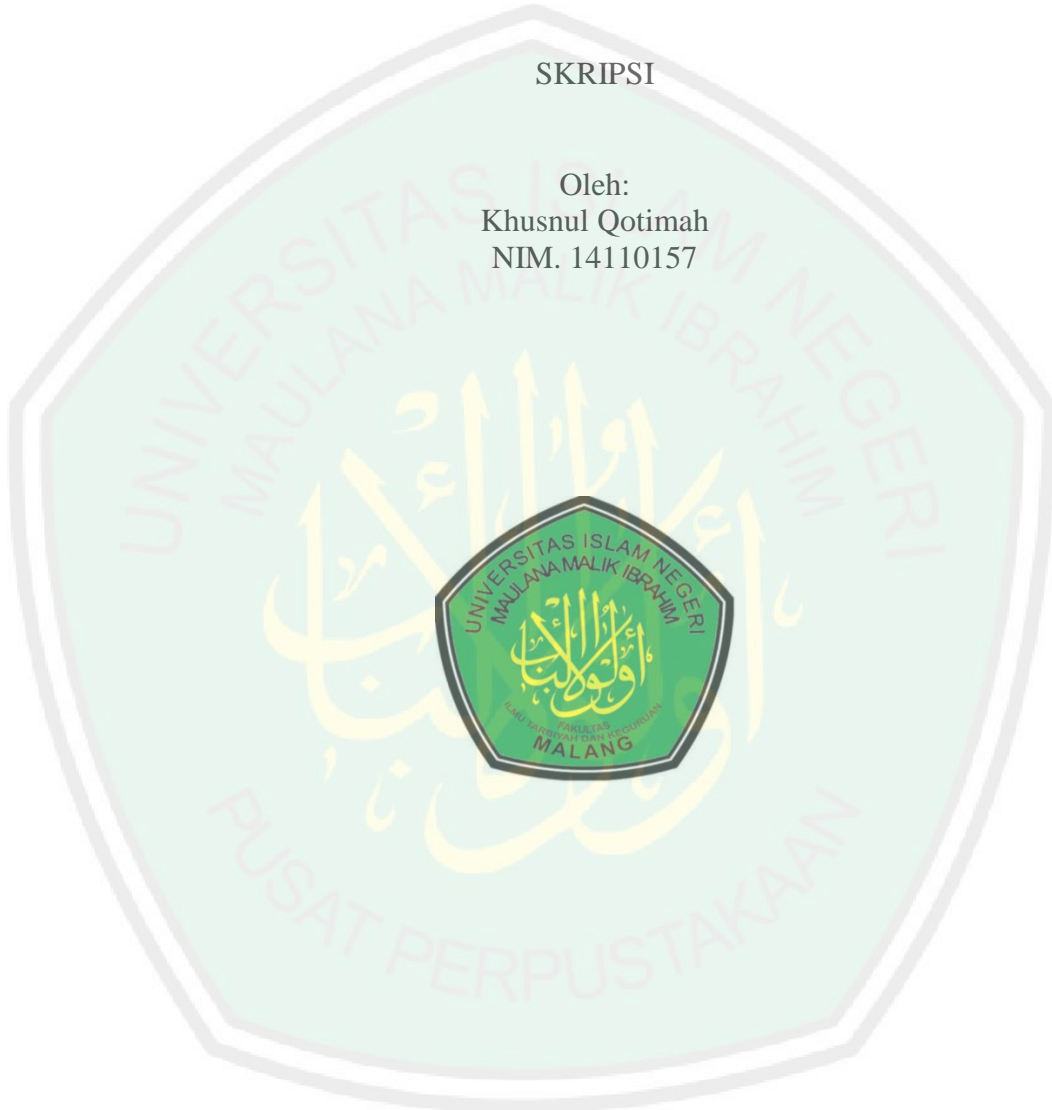 SKRIPSI
Oleh:
Khusnul Qotimah
NIM. 14110157
UNIVERSITAS ISLAM NEGERI
MAULANA MALIK IBRAHIM
PUSAT PERPUSTAKAAN
UNIVERSITAS ISLAM NEGERI
MAULANA MALIK IBRAHIM
أولوالألباب
FAKULTAS
ILMU TARBIYAH DAN KEGURUAN
MALANG